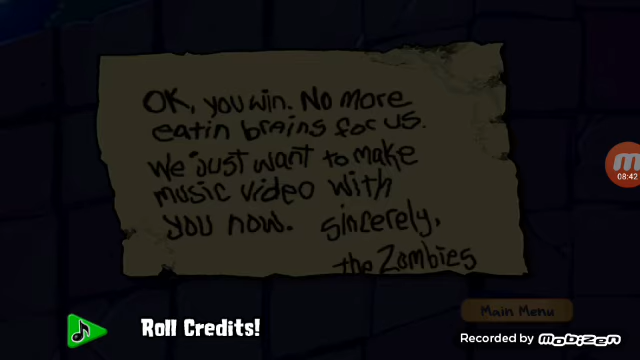 OK, you win. No more
eatin brains for us.
We just want to make
music video with
you now. Sincerely,
the Zombies
08:42
Main Menu
Roll Credits!
Recorded by MOBIZEN